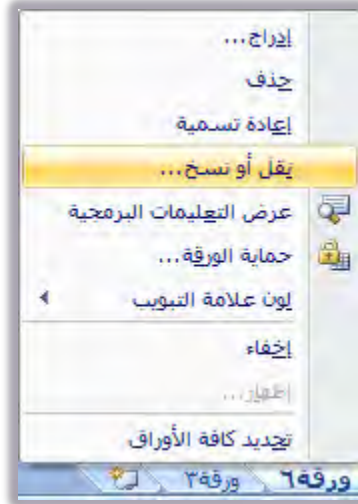 إدراج...
حذف
إعادة تسمية
نقل أو نسخ...
عرض التعليمات البرمجية
حماية الورقة...
لون علامة التبويب
إخفاء
إظهار...
تحديد كافة الأوراق
ورقة٦ ورقة٣